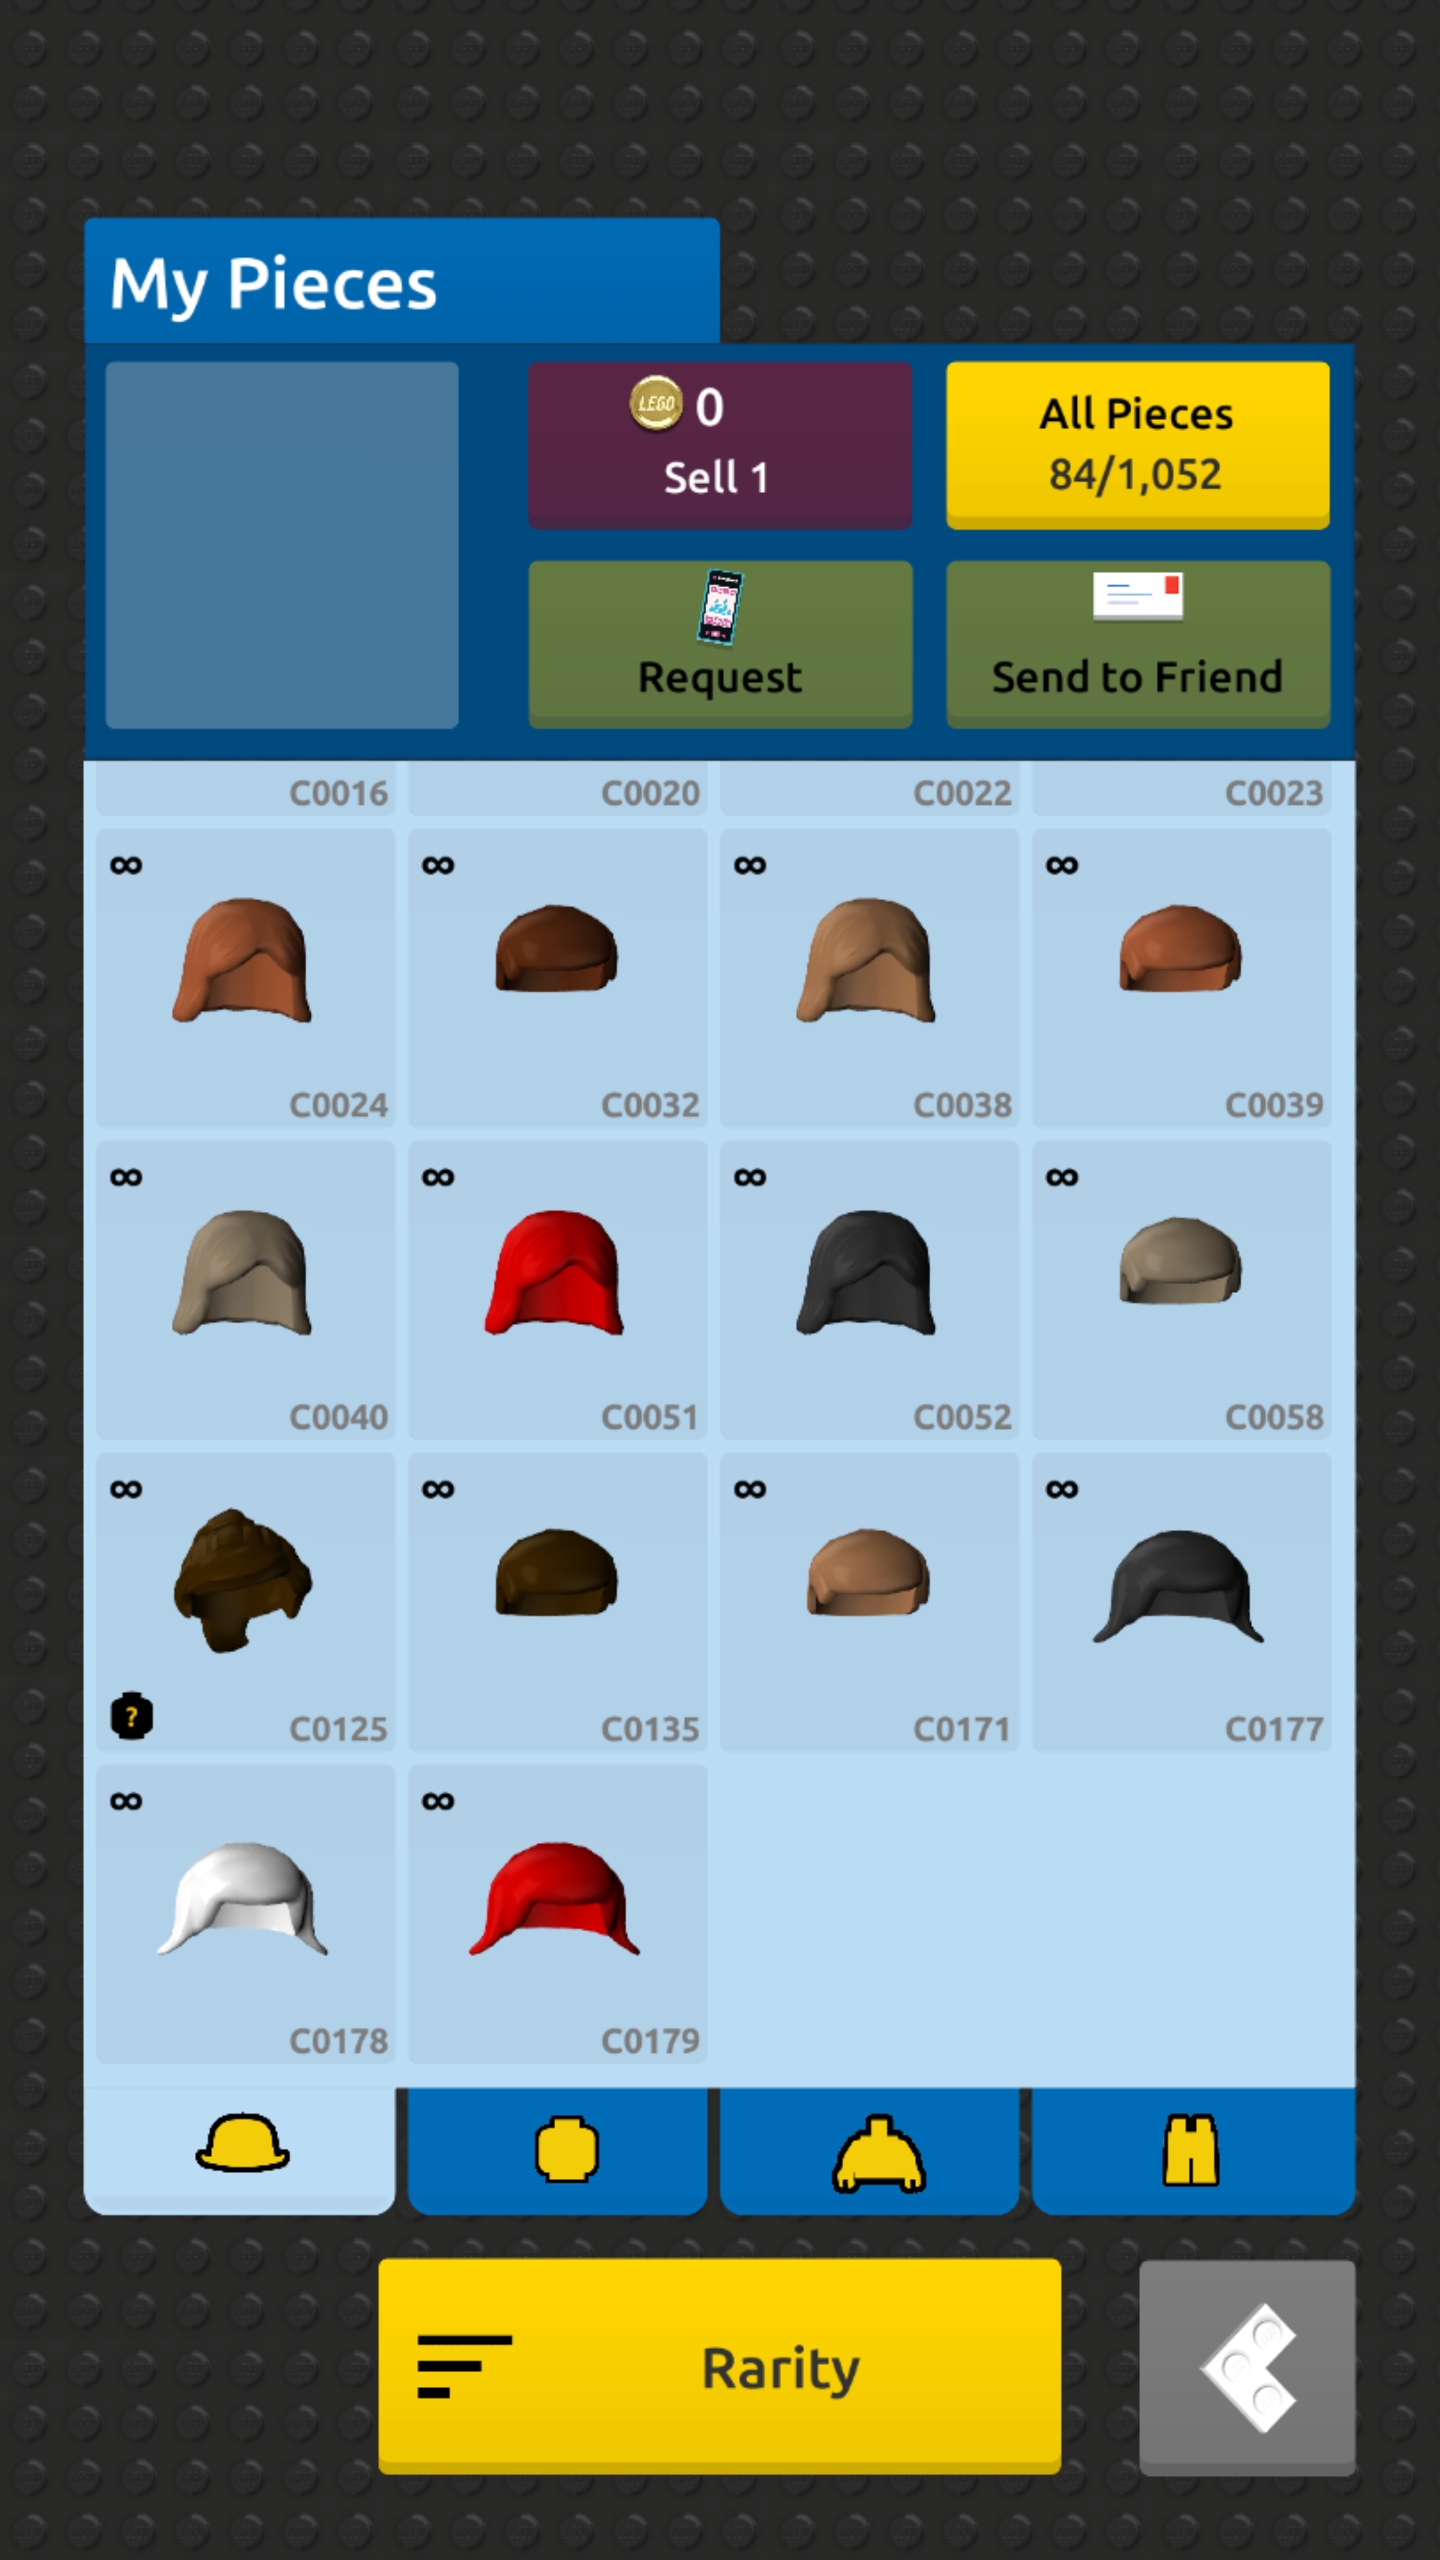 My Pieces
LEGO 0
Sell 1
All Pieces
84/1,052
Request
Send to Friend
C0016 C0020 C0022 C0023
∞ ∞ ∞ ∞
C0024 C0032 C0038 C0039
∞ ∞ ∞ ∞
C0040 C0051 C0052 C0058
∞ ∞ ∞ ∞
? C0125 C0135 C0171 C0177
∞ ∞
C0178 C0179
Rarity